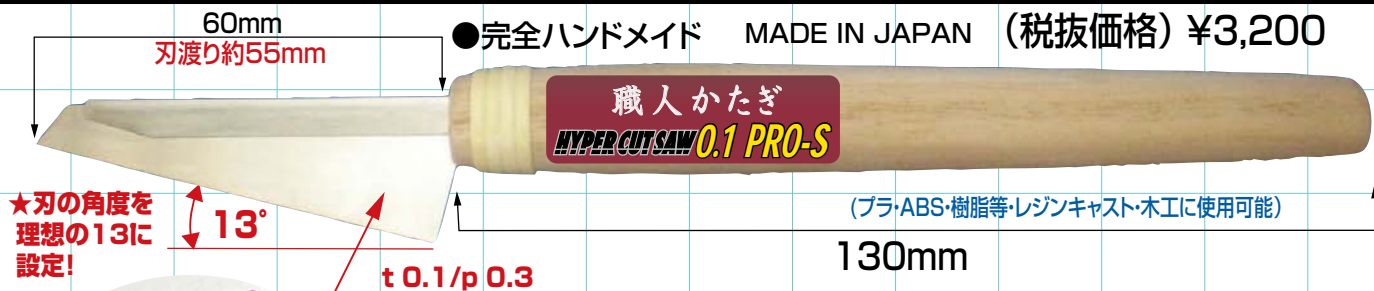 60mm
刃渡り約55mm
●完全ハンドメイド MADE IN JAPAN (税抜価格) ¥3,200
職人かたぎ
HYPER CUT SAW 0.1 PRO-S
★刃の角度を
理想の13に
設定!
13°
(プラ・ABS・樹脂等・レジンキャスト・木工に使用可能)
130mm
t 0.1/p 0.3